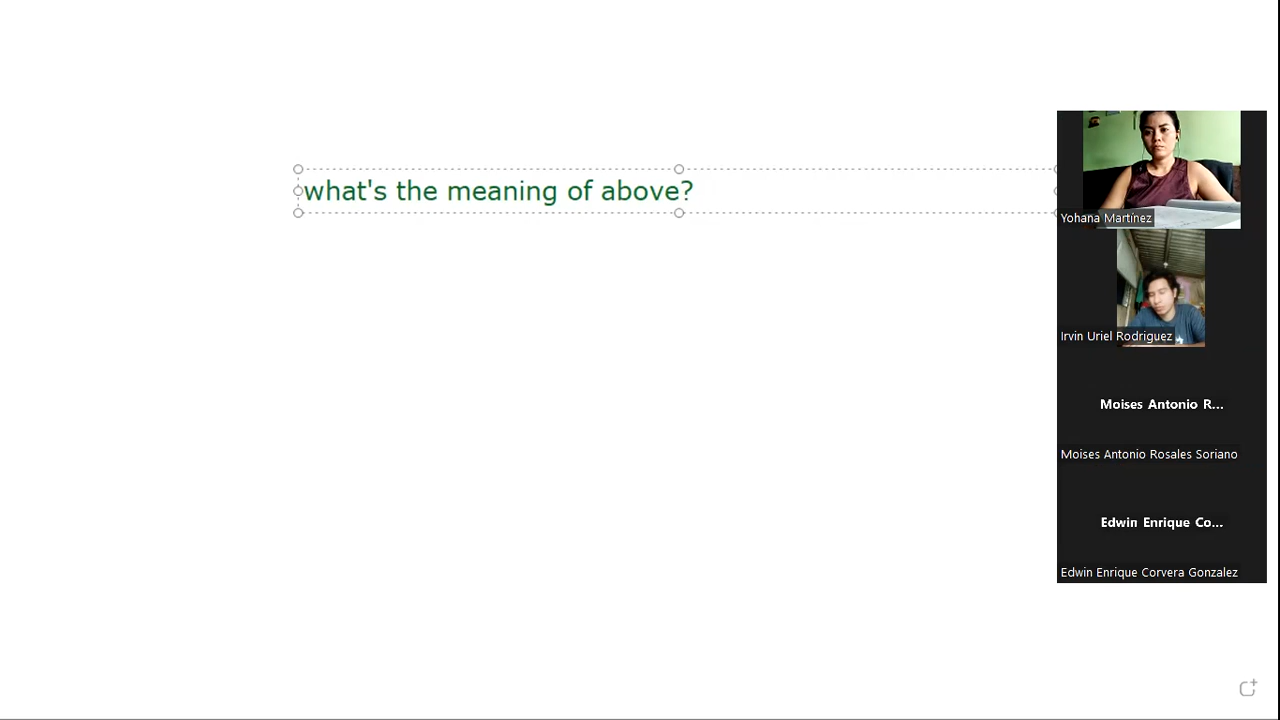 what's the meaning of above?
Yohana Martínez
Irvin Uriel Rodriguez
Moises Antonio R...
Moises Antonio Rosales Soriano
Edwin Enrique Co...
Edwin Enrique Corvera Gonzalez